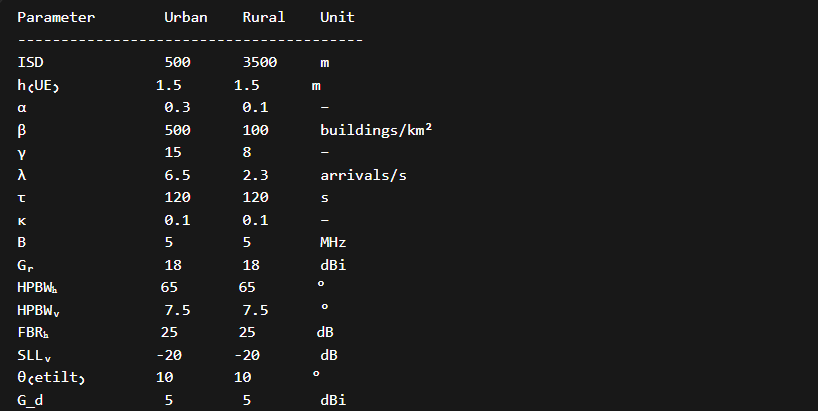 Parameter Urban Rural Unit
----------------------------------------
ISD 500 3500 m
h₍UE₎ 1.5 1.5 m
α 0.3 0.1 –
β 500 100 buildings/km²
γ 15 8 –
λ 6.5 2.3 arrivals/s
τ 120 120 s
κ 0.1 0.1 –
B 5 5 MHz
Gᵣ 18 18 dBi
HPBWₕ 65 65 °
HPBWᵥ 7.5 7.5 °
FBRₕ 25 25 dB
SLLᵥ -20 -20 dB
θ₍etilt₎ 10 10 °
G_d 5 5 dBi